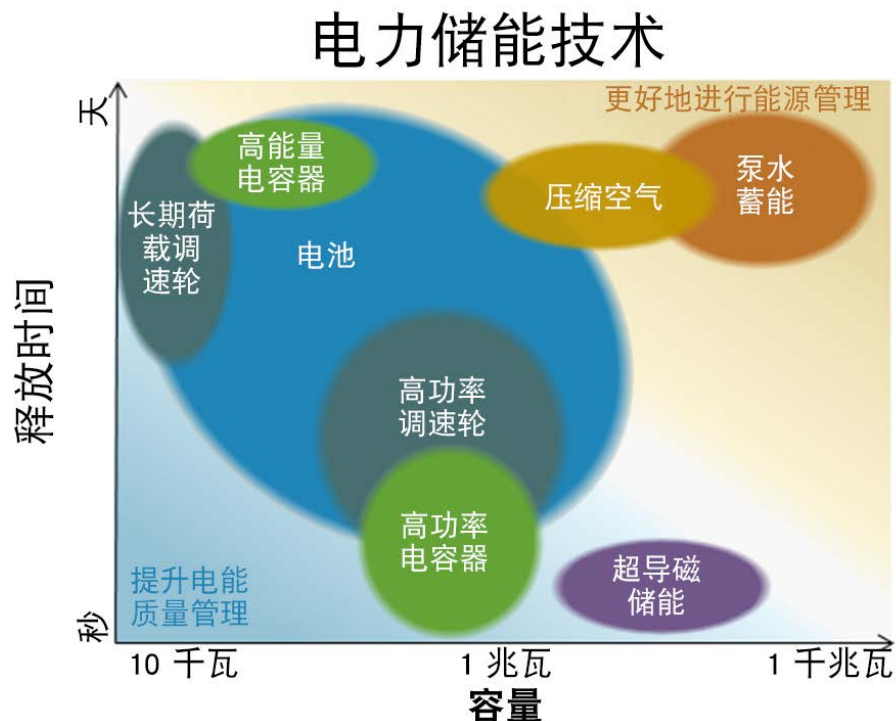 电力储能技术
天
更好地进行能源管理
高能量
电容器
泵水
蓄能
压缩空气
长期荷
载调
速轮
电池
释放时间
高功率
调速轮
高功率
电容器
超导磁
储能
提升电能
质量管理
秒
10 千瓦
1 兆瓦
1 千兆瓦
容量